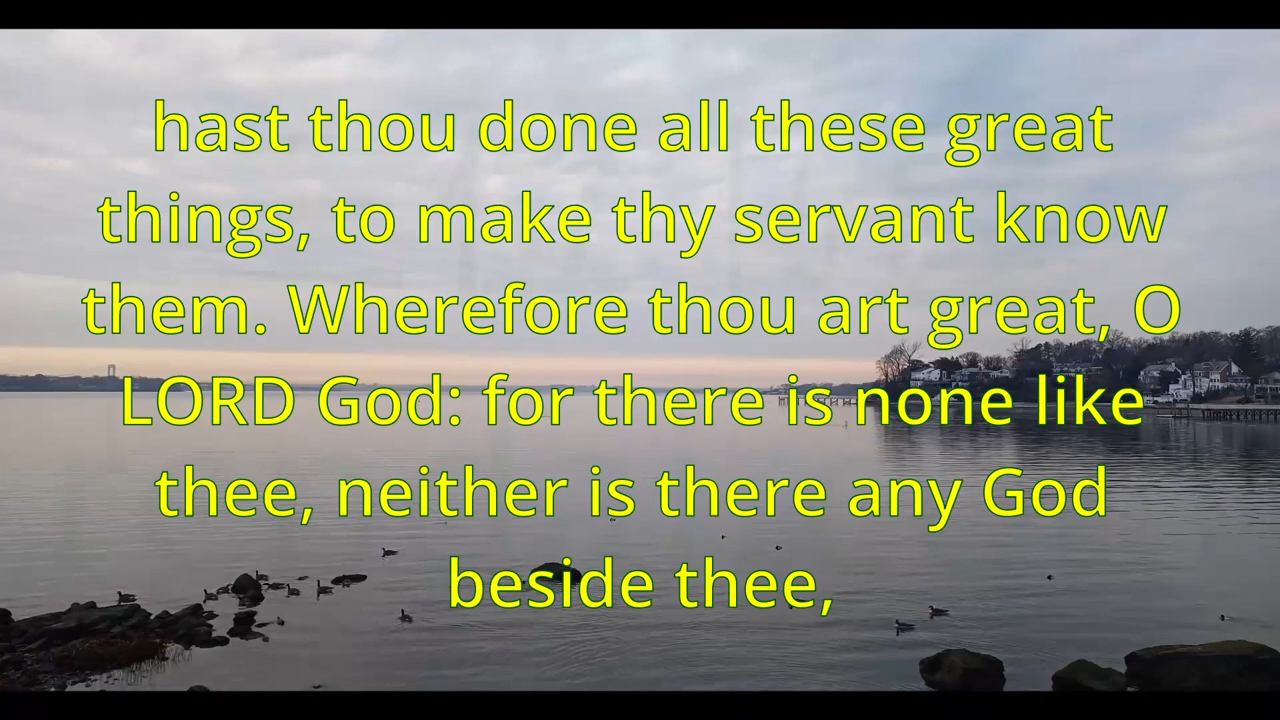 hast thou done all these great
things, to make thy servant know
them. Wherefore thou art great, O
LORD God: for there is none like
thee, neither is there any God
beside thee,